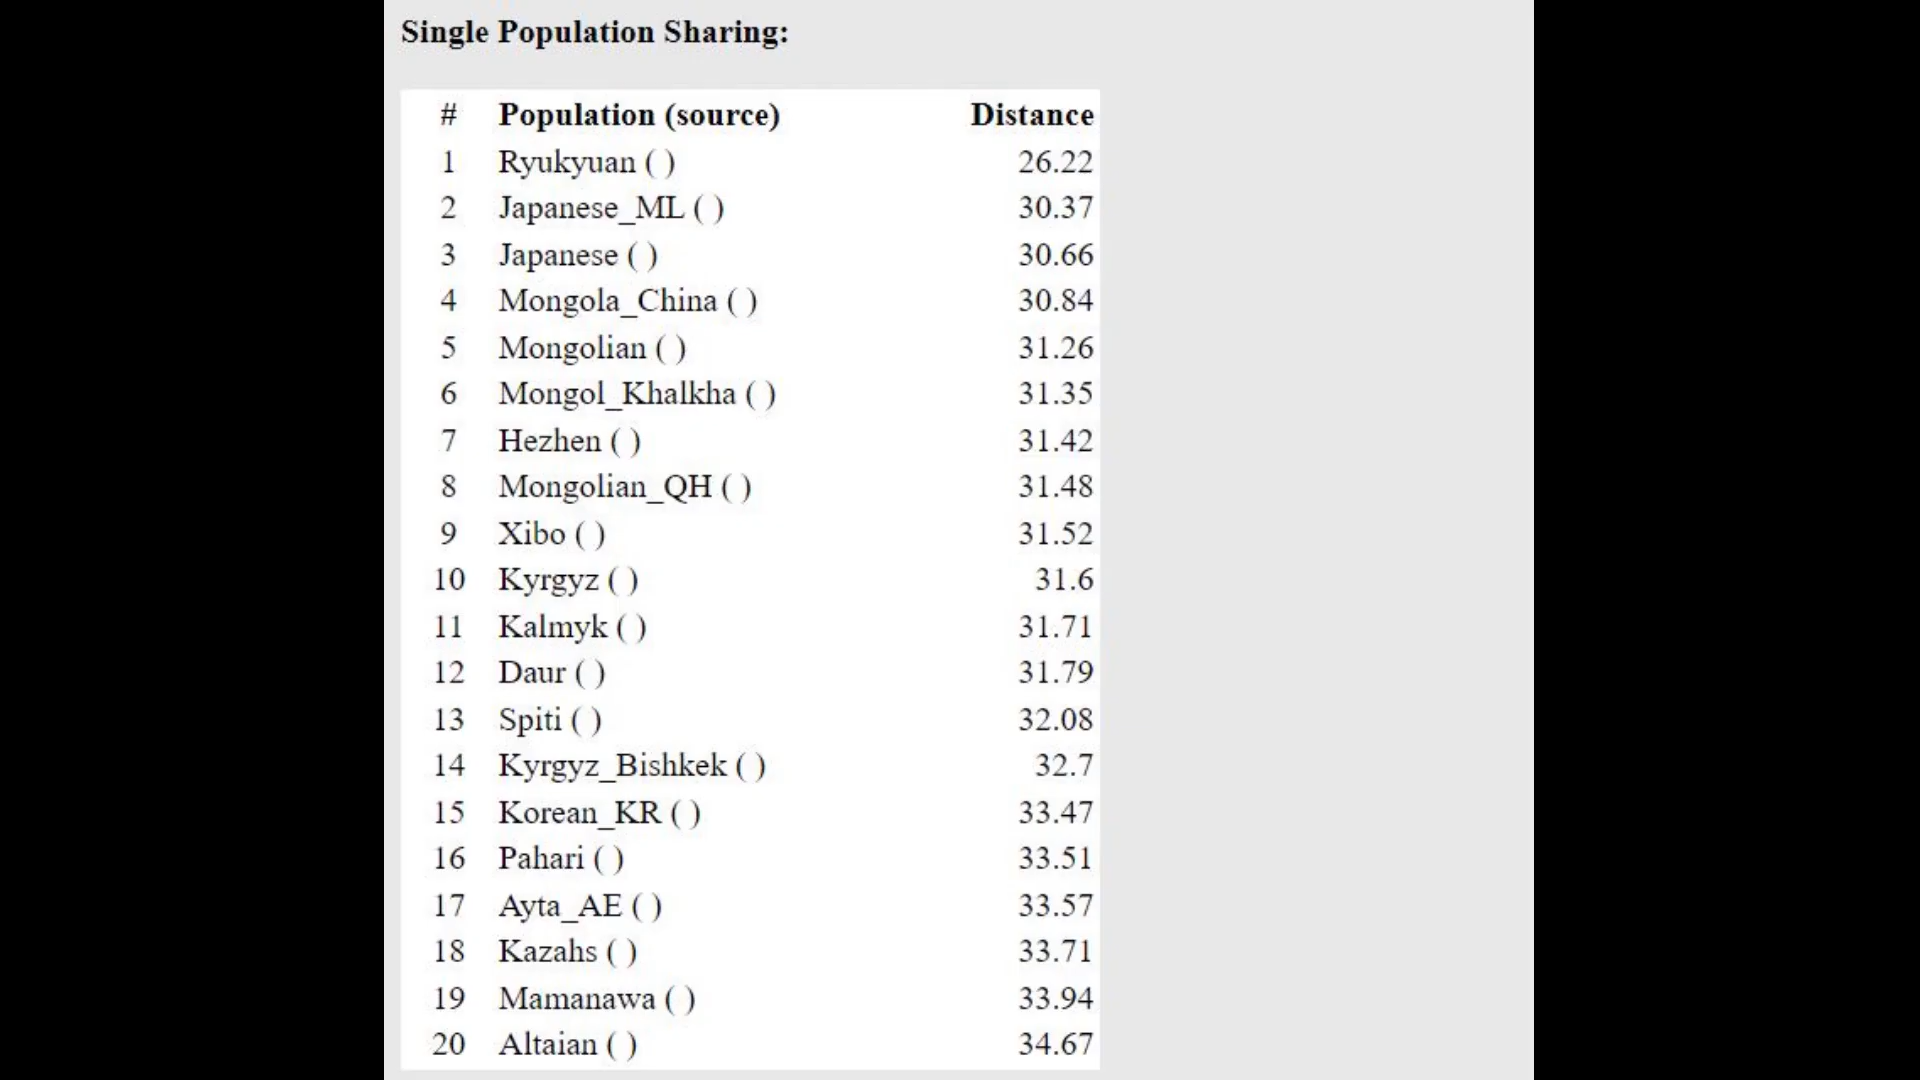 Single Population Sharing:
# Population (source) Distance
1 Ryukyuan ( ) 26.22
2 Japanese_ML ( ) 30.37
3 Japanese ( ) 30.66
4 Mongola_China ( ) 30.84
5 Mongolian ( ) 31.26
6 Mongol_Khalkha ( ) 31.35
7 Hezhen ( ) 31.42
8 Mongolian_QH ( ) 31.48
9 Xibo ( ) 31.52
10 Kyrgyz ( ) 31.6
11 Kalmyk ( ) 31.71
12 Daur ( ) 31.79
13 Spiti ( ) 32.08
14 Kyrgyz_Bishkek ( ) 32.7
15 Korean_KR ( ) 33.47
16 Pahari ( ) 33.51
17 Ayta_AE ( ) 33.57
18 Kazahs ( ) 33.71
19 Mamanawa ( ) 33.94
20 Altaian ( ) 34.67